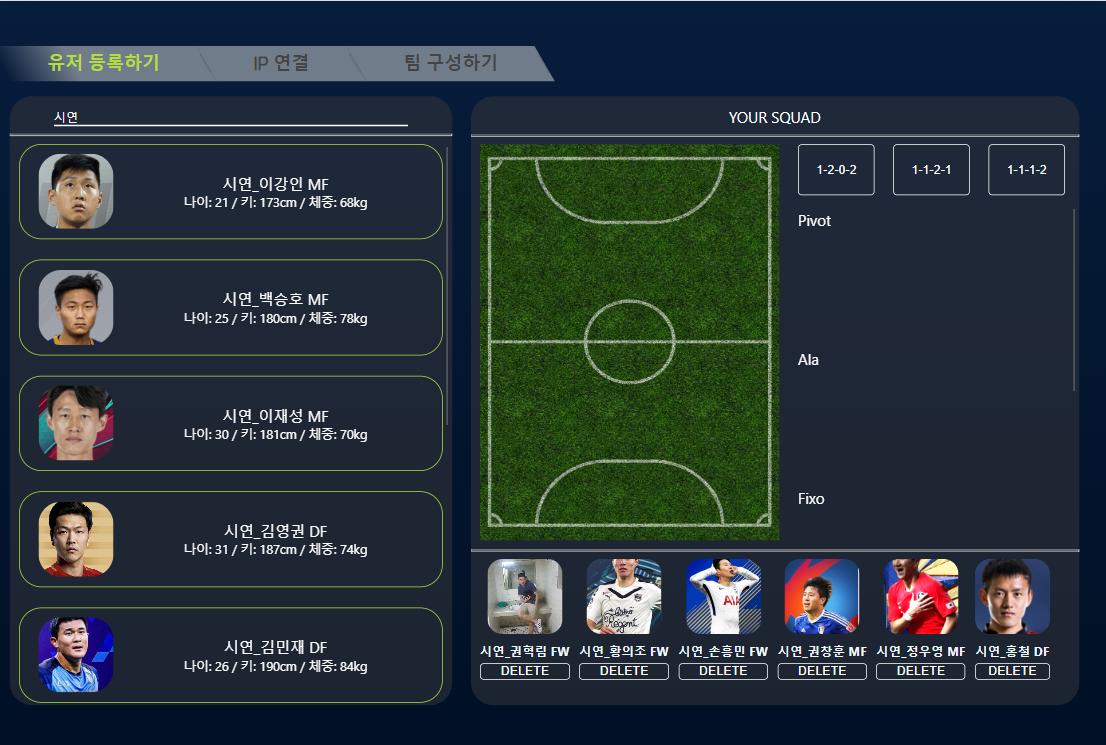 유저 등록하기
IP 연결
팀 구성하기
시연
시연_이강인 MF
나이: 21 / 키: 173cm / 체중: 68kg
시연_백승호 MF
나이: 25 / 키: 180cm / 체중: 78kg
시연_이재성 MF
나이: 30 / 키: 181cm / 체중: 70kg
시연_김영권 DF
나이: 31 / 키: 187cm / 체중: 74kg
시연_김민재 DF
나이: 26 / 키: 190cm / 체중: 84kg
YOUR SQUAD
1-2-0-2
1-1-2-1
1-1-1-2
Pivot
Ala
Fixo
AIA
시연_권혁림 FW
시연_황의조 FW
시연_손흥민 FW
시연_권창훈 MF
시연_정우영 MF
시연_홍철 DF
DELETE
DELETE
DELETE
DELETE
DELETE
DELETE